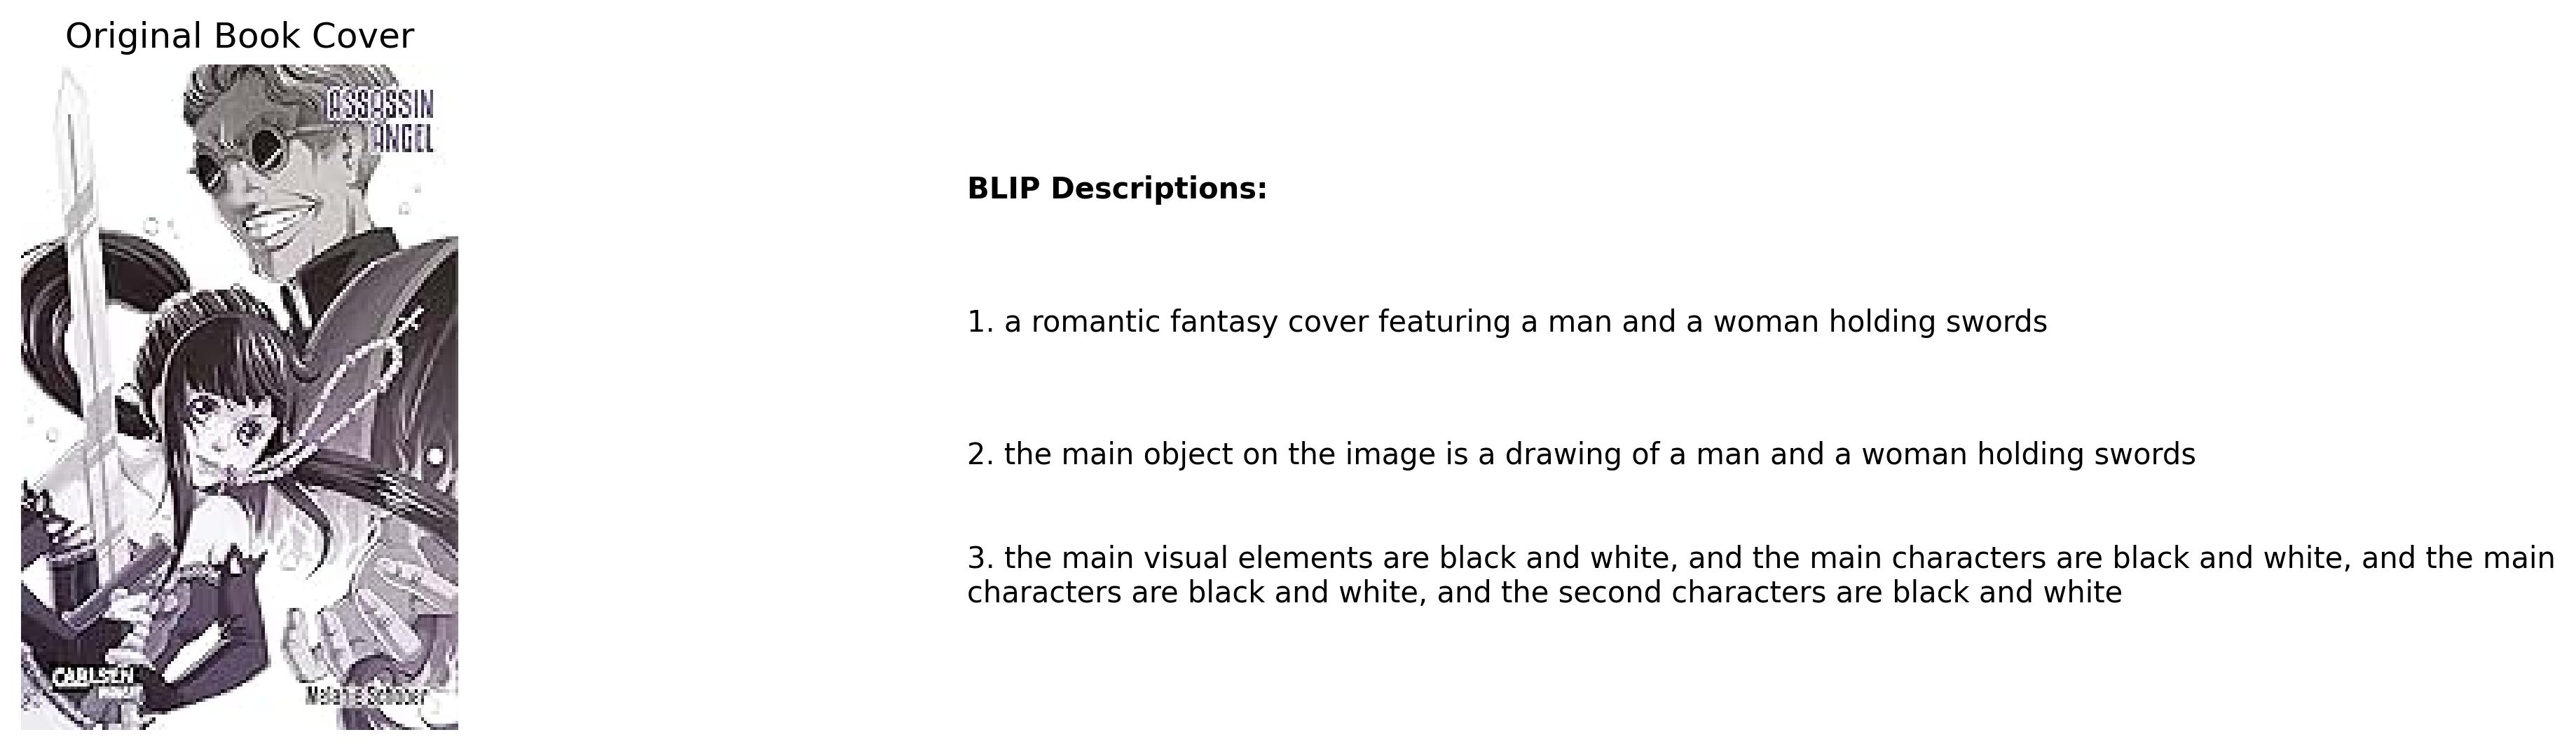 Original Book Cover
ASSASSIN
ANGEL
CARLSEN
Melanie Schober
BLIP Descriptions:
1. a romantic fantasy cover featuring a man and a woman holding swords
2. the main object on the image is a drawing of a man and a woman holding swords
3. the main visual elements are black and white, and the main characters are black and white, and the main
characters are black and white, and the second characters are black and white